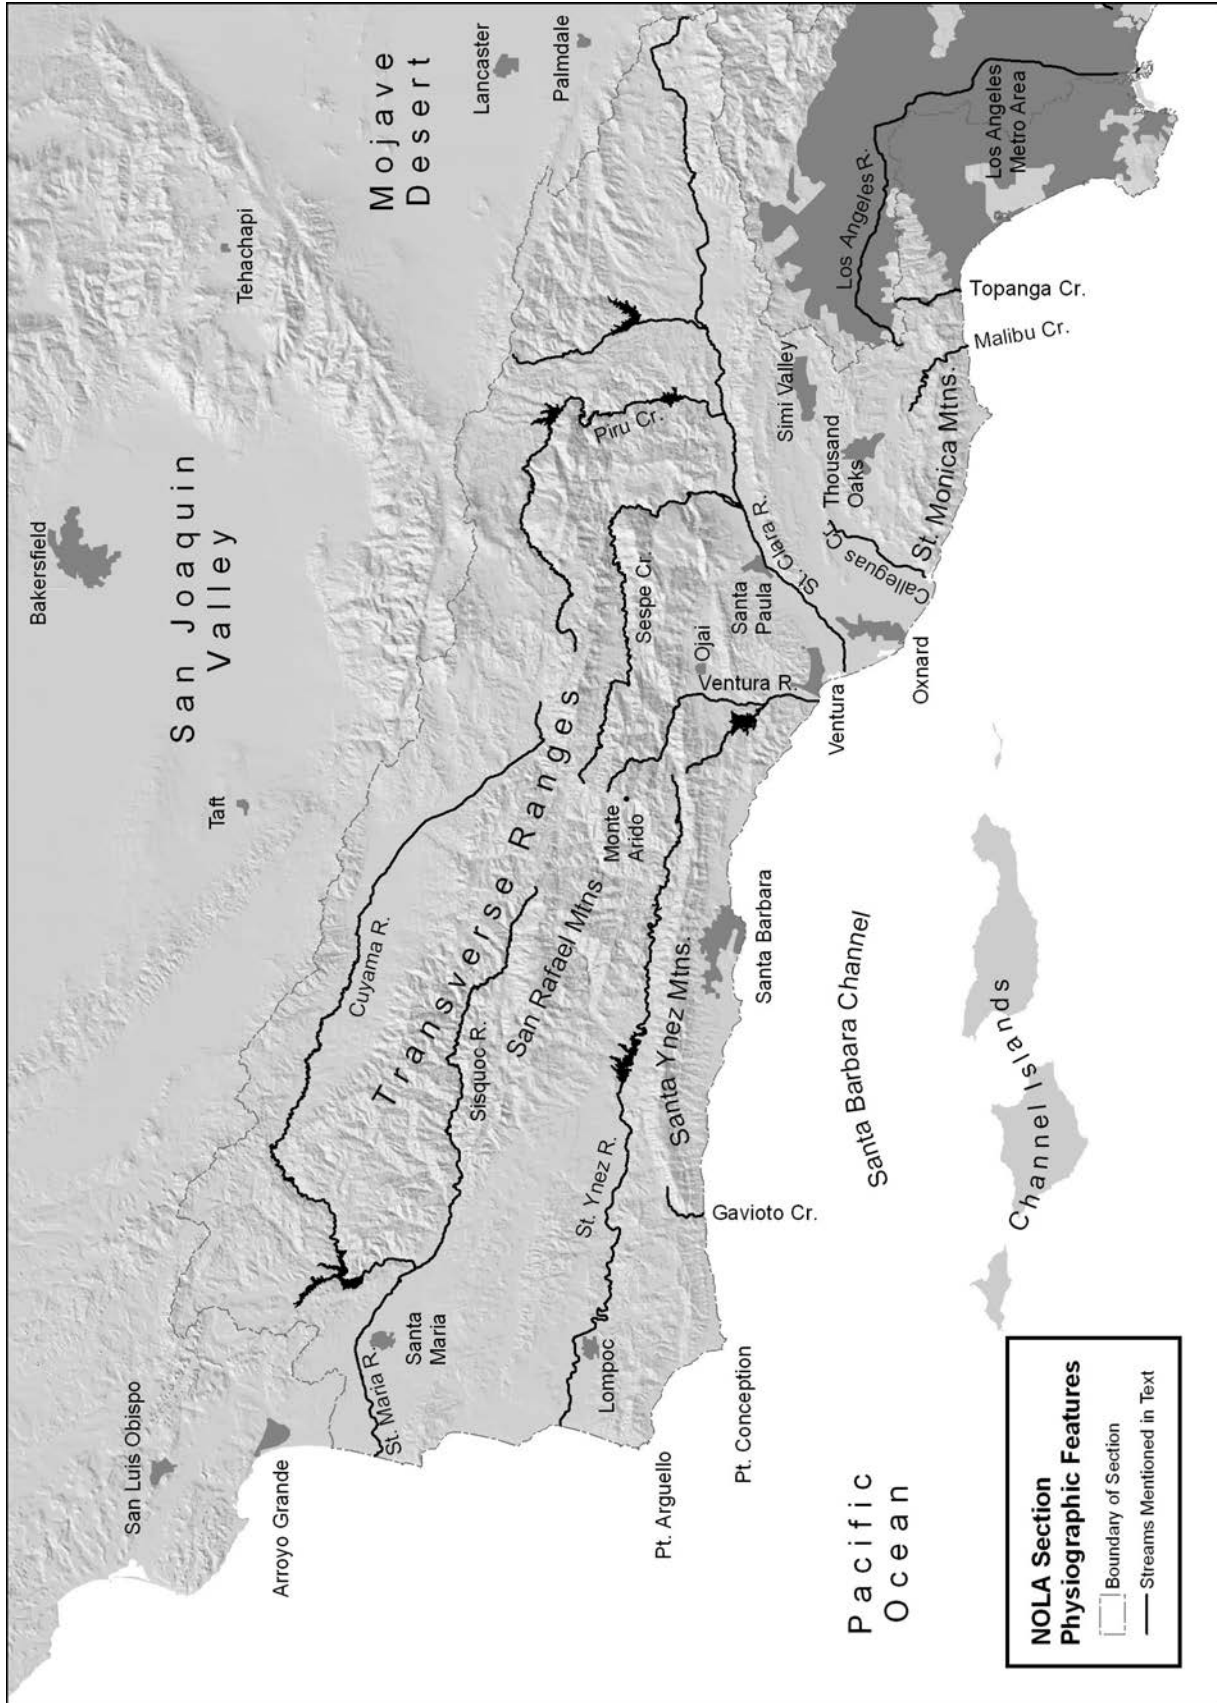 San Joaquin
Valley
Mojave
Desert
Bakersfield
Taft
Tehachapi
Lancaster
Palmdale
San Luis Obispo
Arroyo Grande
St. Maria R.
Santa
Maria
Cuyama R.
Transverse Ranges
Sisquoc R.
San Rafael Mtns.
Monte
Arido
Sespe Cr.
Piru Cr.
Lompoc
St. Ynez R.
Santa Ynez Mtns.
Ojai
Ventura R.
Santa
Paula
St. Clara R.
Simi Valley
Thousand
Oaks
Calleguas Cr.
St. Monica Mtns.
Los Angeles R.
Los Angeles
Metro Area
Topanga Cr.
Malibu Cr.
Gavioto Cr.
Santa Barbara
Ventura
Oxnard
Pt. Arguello
Pt. Conception
Santa Barbara Channel
Channel Islands
Pacific
Ocean
NOLA Section
Physiographic Features
Boundary of Section
Streams Mentioned in Text